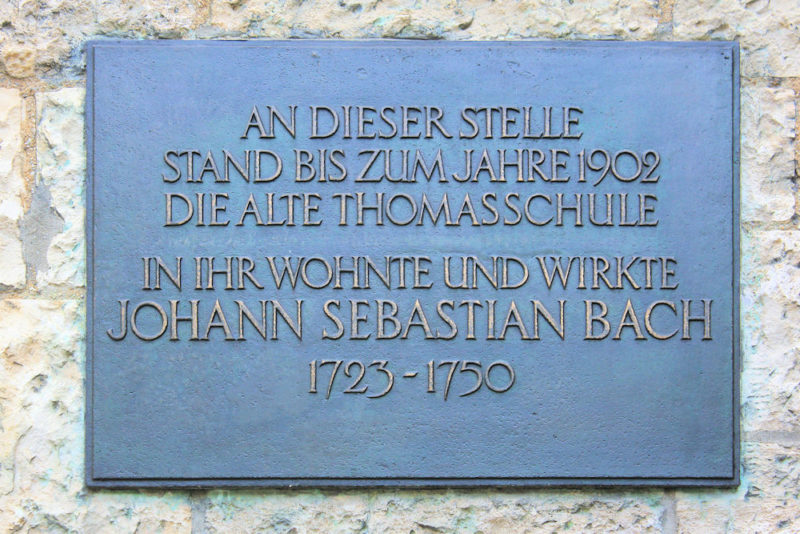 AN DIESER STELLE
STAND BIS ZUM JAHRE 1902
DIE ALTE THOMASSCHULE
IN IHR WOHNTE UND WIRKTE
JOHANN SEBASTIAN BACH
1723-1750